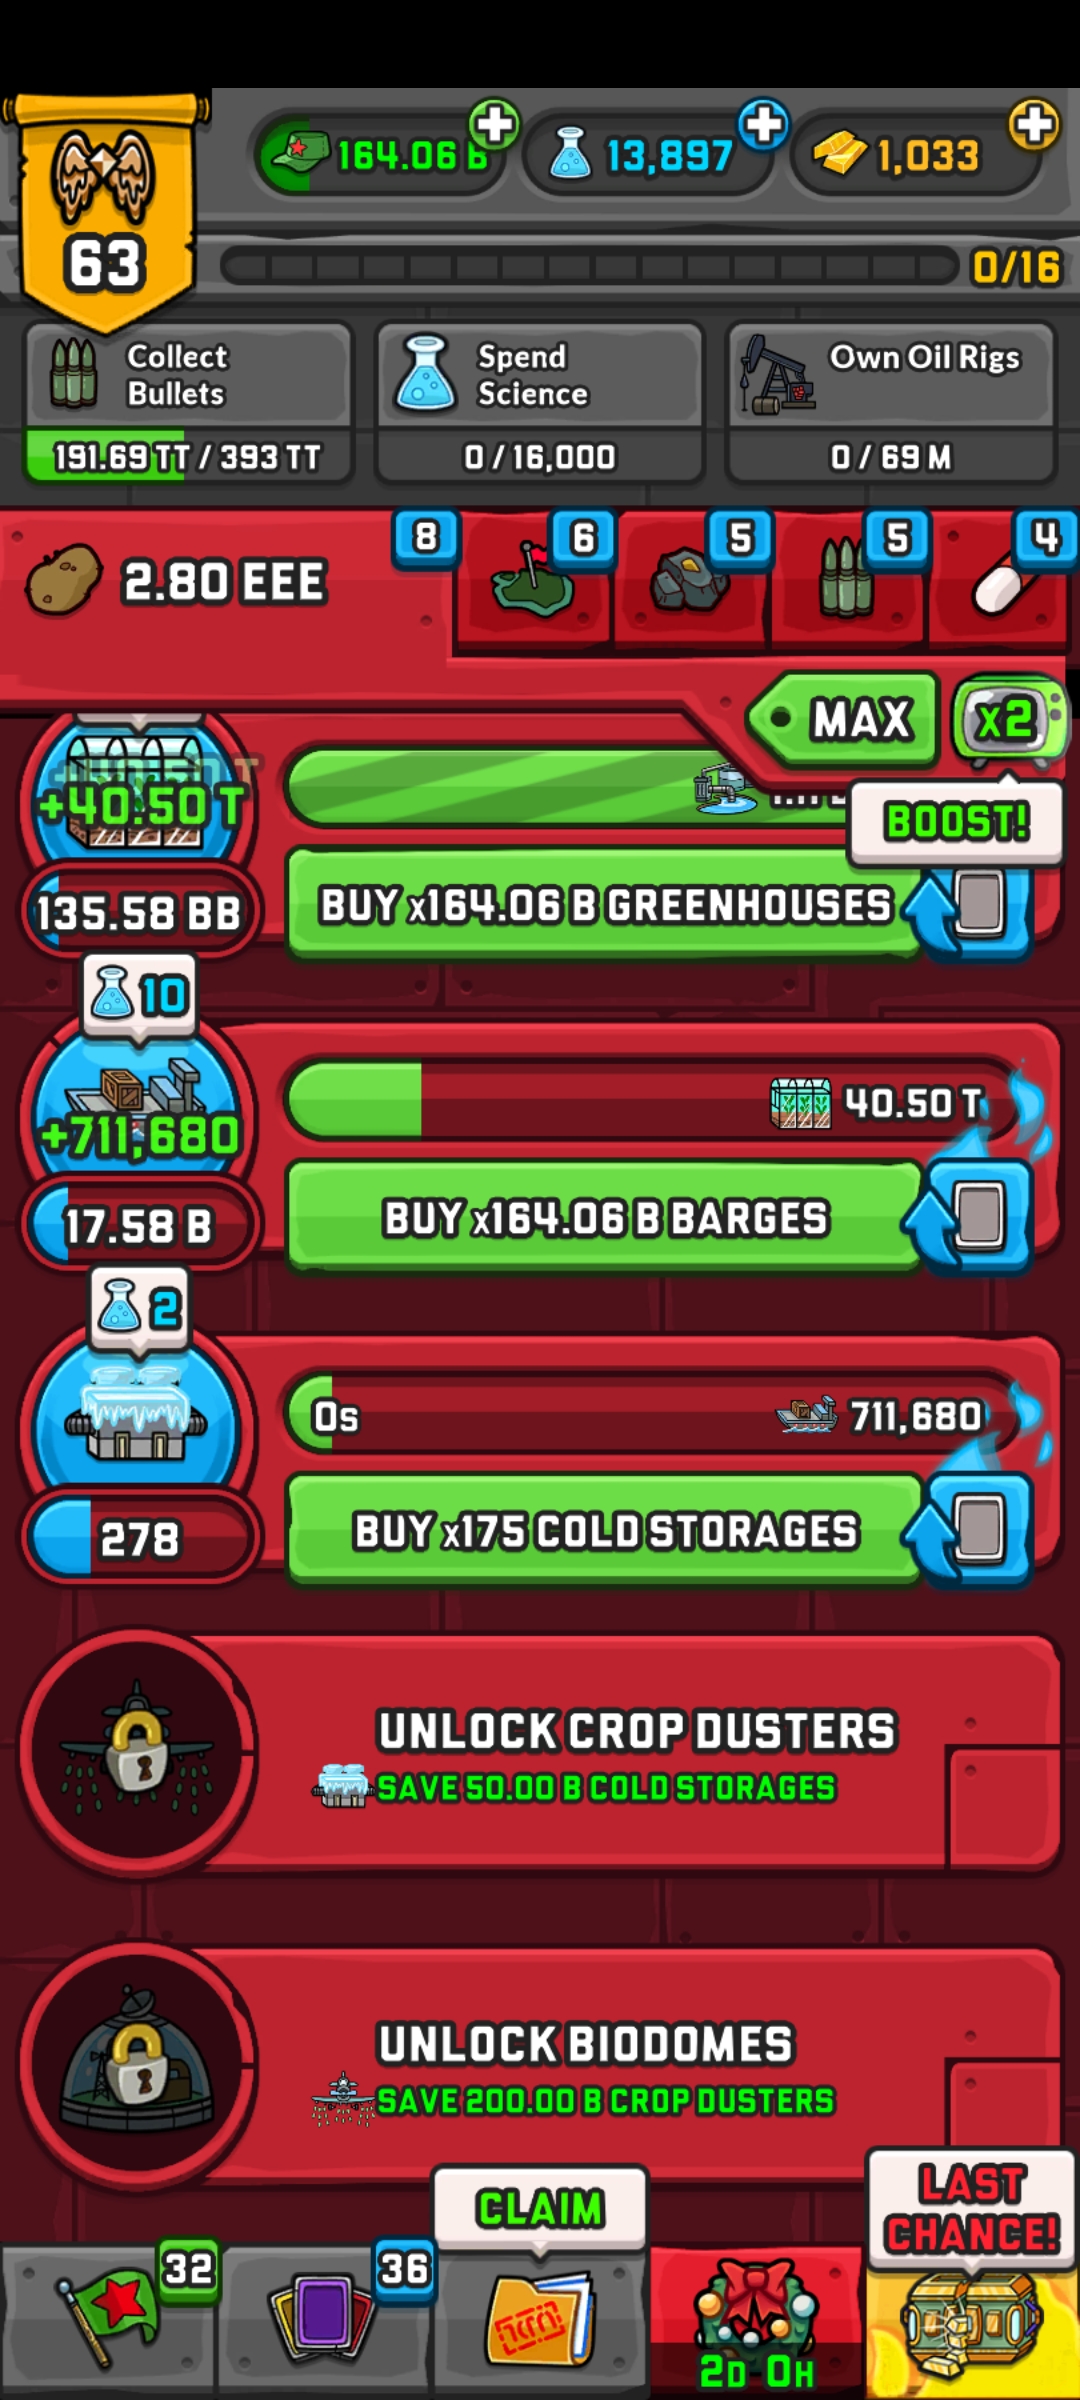 164.06 B
13,897
1,033
63
0/16
Collect
Bullets
191.69 TT / 393 TT
Spend
Science
0 / 16,000
Own Oil Rigs
0 / 69 M
2.80 EEE
8
6
5
5
4
MAX
x2
BOOST!
+40.50 T
135.58 BB
BUY x164.06 B GREENHOUSES
10
+711,680
40.50 T
17.58 B
BUY x164.06 B BARGES
2
0s
711,680
278
BUY x175 COLD STORAGES
UNLOCK CROP DUSTERS
SAVE 50.00 B COLD STORAGES
UNLOCK BIODOMES
SAVE 200.00 B CROP DUSTERS
CLAIM
LAST
CHANCE!
32
36
2D 0H